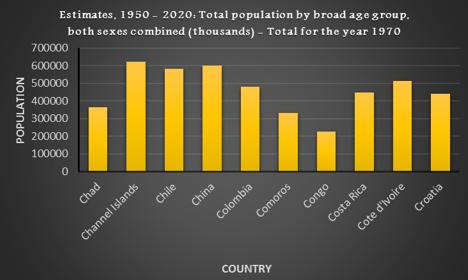 Estimates, 1950 - 2020: Total population by broad age group,
both sexes combined (thousands) - Total for the year 1970
POPULATION
700000
600000
500000
400000
300000
200000
100000
0
Chad
Channel Islands
Chile
China
Colombia
Comoros
Congo
Costa Rica
Cote d'Ivoire
Croatia
COUNTRY